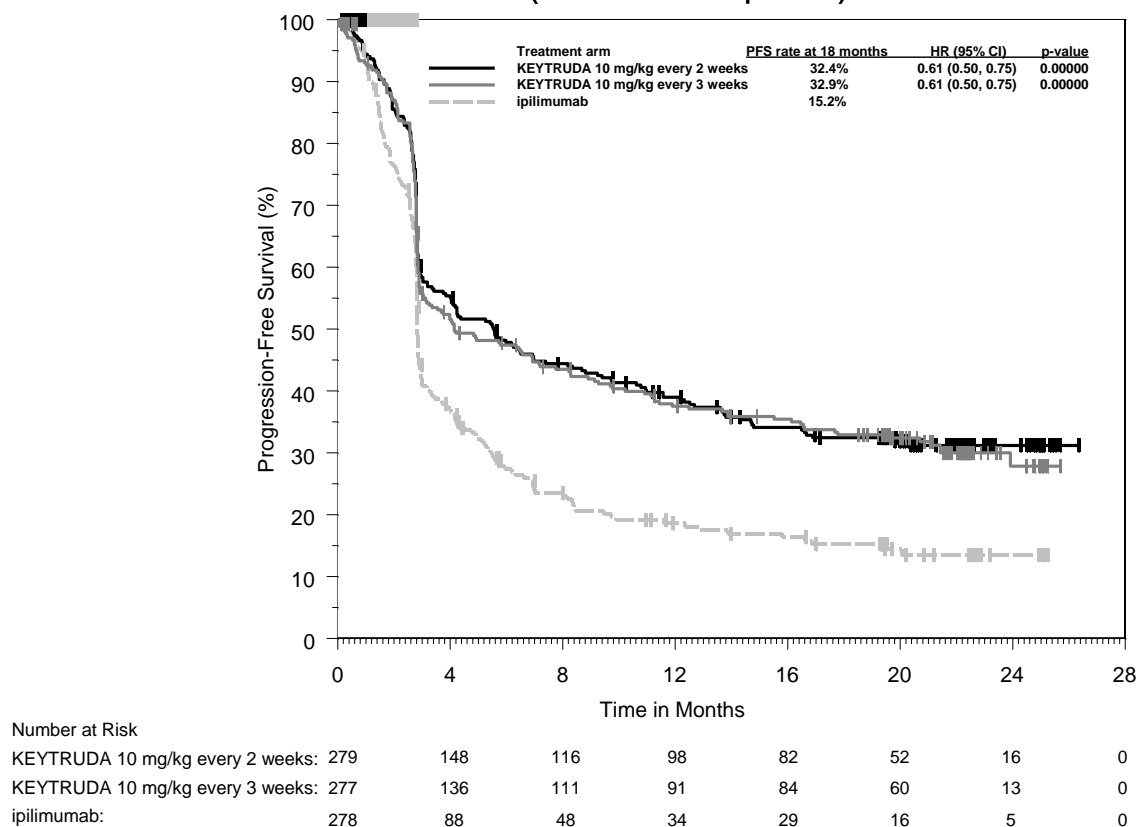 Treatment arm PFS rate at 18 months HR (95% CI) p-value
KEYTRUDA 10 mg/kg every 2 weeks 32.4% 0.61 (0.50, 0.75) 0.00000
KEYTRUDA 10 mg/kg every 3 weeks 32.9% 0.61 (0.50, 0.75) 0.00000
ipilimumab 15.2%
Progression-Free Survival (%)
100
90
80
70
60
50
40
30
20
10
0
0 4 8 12 16 20 24 28
Time in Months
Number at Risk
KEYTRUDA 10 mg/kg every 2 weeks: 279 148 116 98 82 52 16 0
KEYTRUDA 10 mg/kg every 3 weeks: 277 136 111 91 84 60 13 0
ipilimumab: 278 88 48 34 29 16 5 0